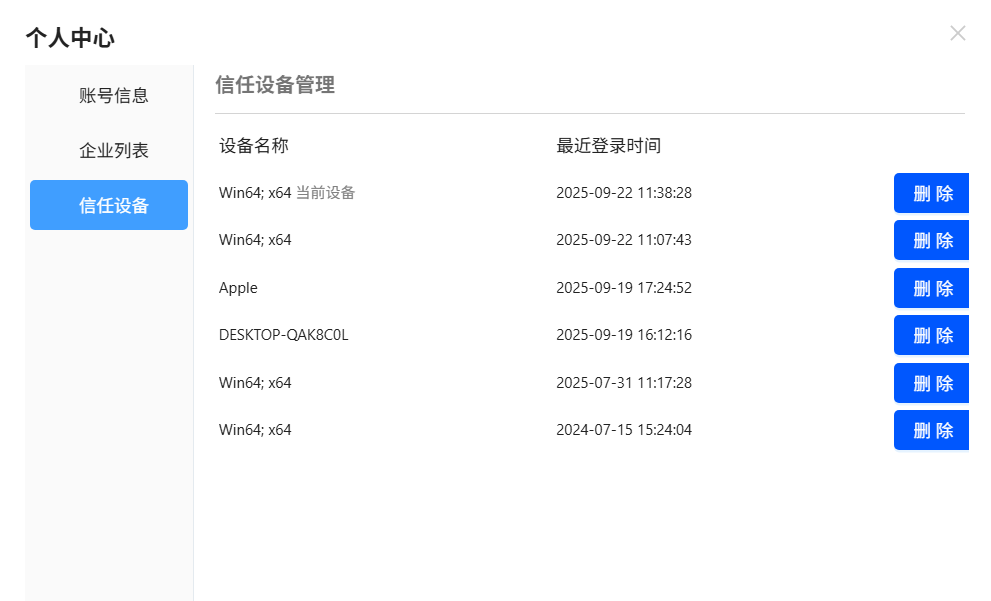 个人中心
账号信息
企业列表
信任设备
信任设备管理
设备名称 最近登录时间
Win64; x64 当前设备 2025-09-22 11:38:28 删 除
Win64; x64 2025-09-22 11:07:43 删 除
Apple 2025-09-19 17:24:52 删 除
DESKTOP-QAK8C0L 2025-09-19 16:12:16 删 除
Win64; x64 2025-07-31 11:17:28 删 除
Win64; x64 2024-07-15 15:24:04 删 除